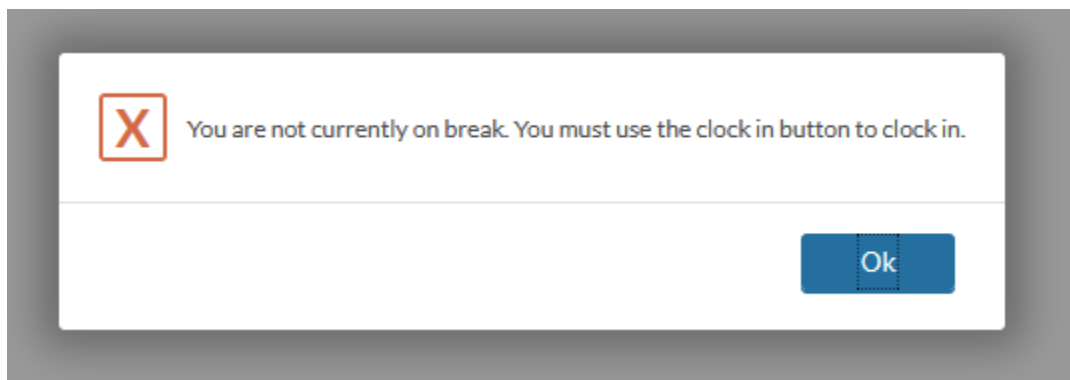 X
You are not currently on break. You must use the clock in button to clock in.
Ok